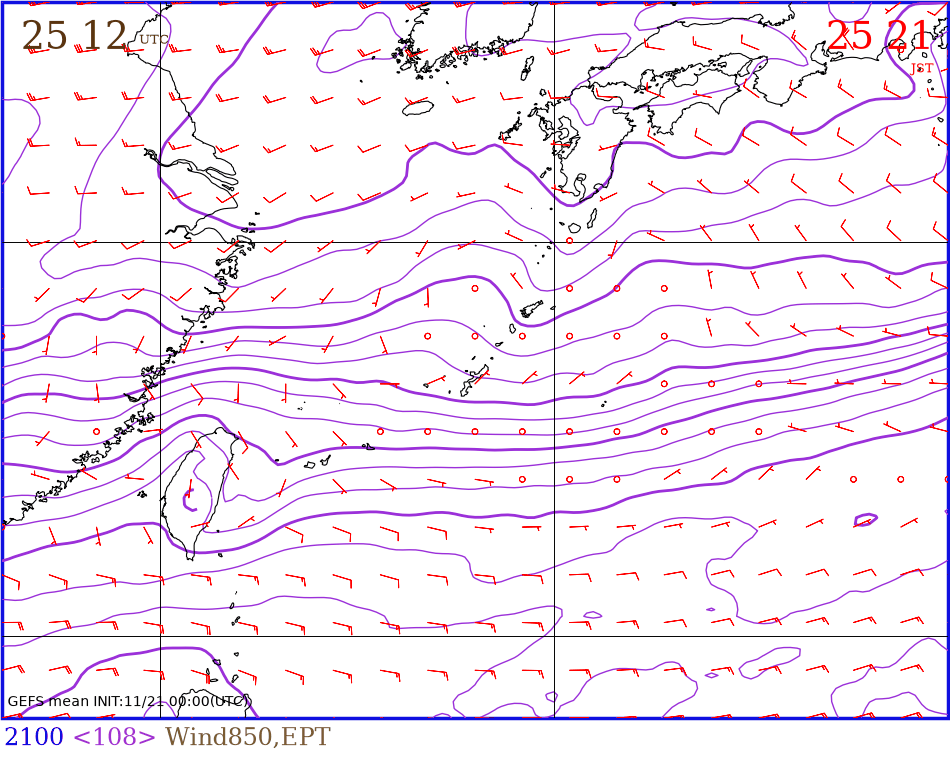 25 12 UTC 25 21
JST
GEFS mean INIT:11/21 00:00(UTC)
2100 <108> Wind850,EPT